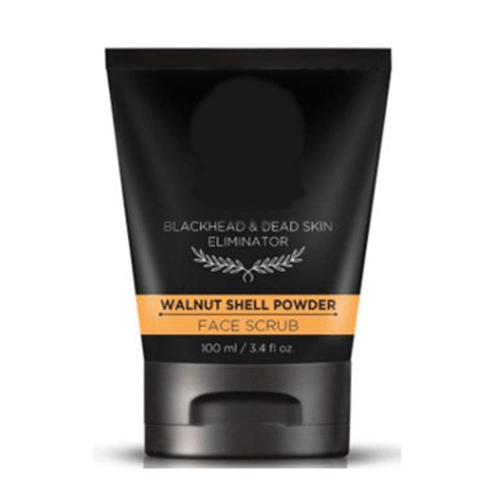 BLACKHEAD & DEAD SKIN
ELIMINATOR
WALNUT SHELL POWDER
FACE SCRUB
100 ml / 3.4 fl oz.